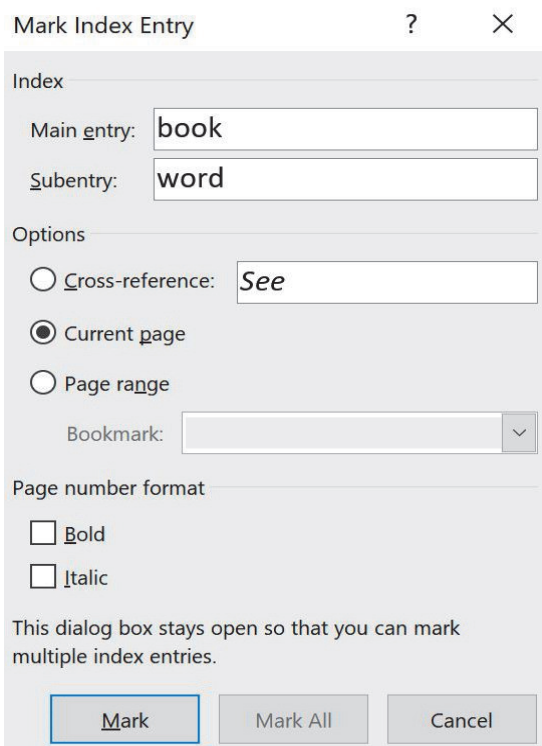 Mark Index Entry ?
Index
Main entry: book
Subentry: word
Options
Cross-reference: See
Current page
Page range
Bookmark:
Page number format
Bold
Italic
This dialog box stays open so that you can mark
multiple index entries.
Mark Mark All Cancel